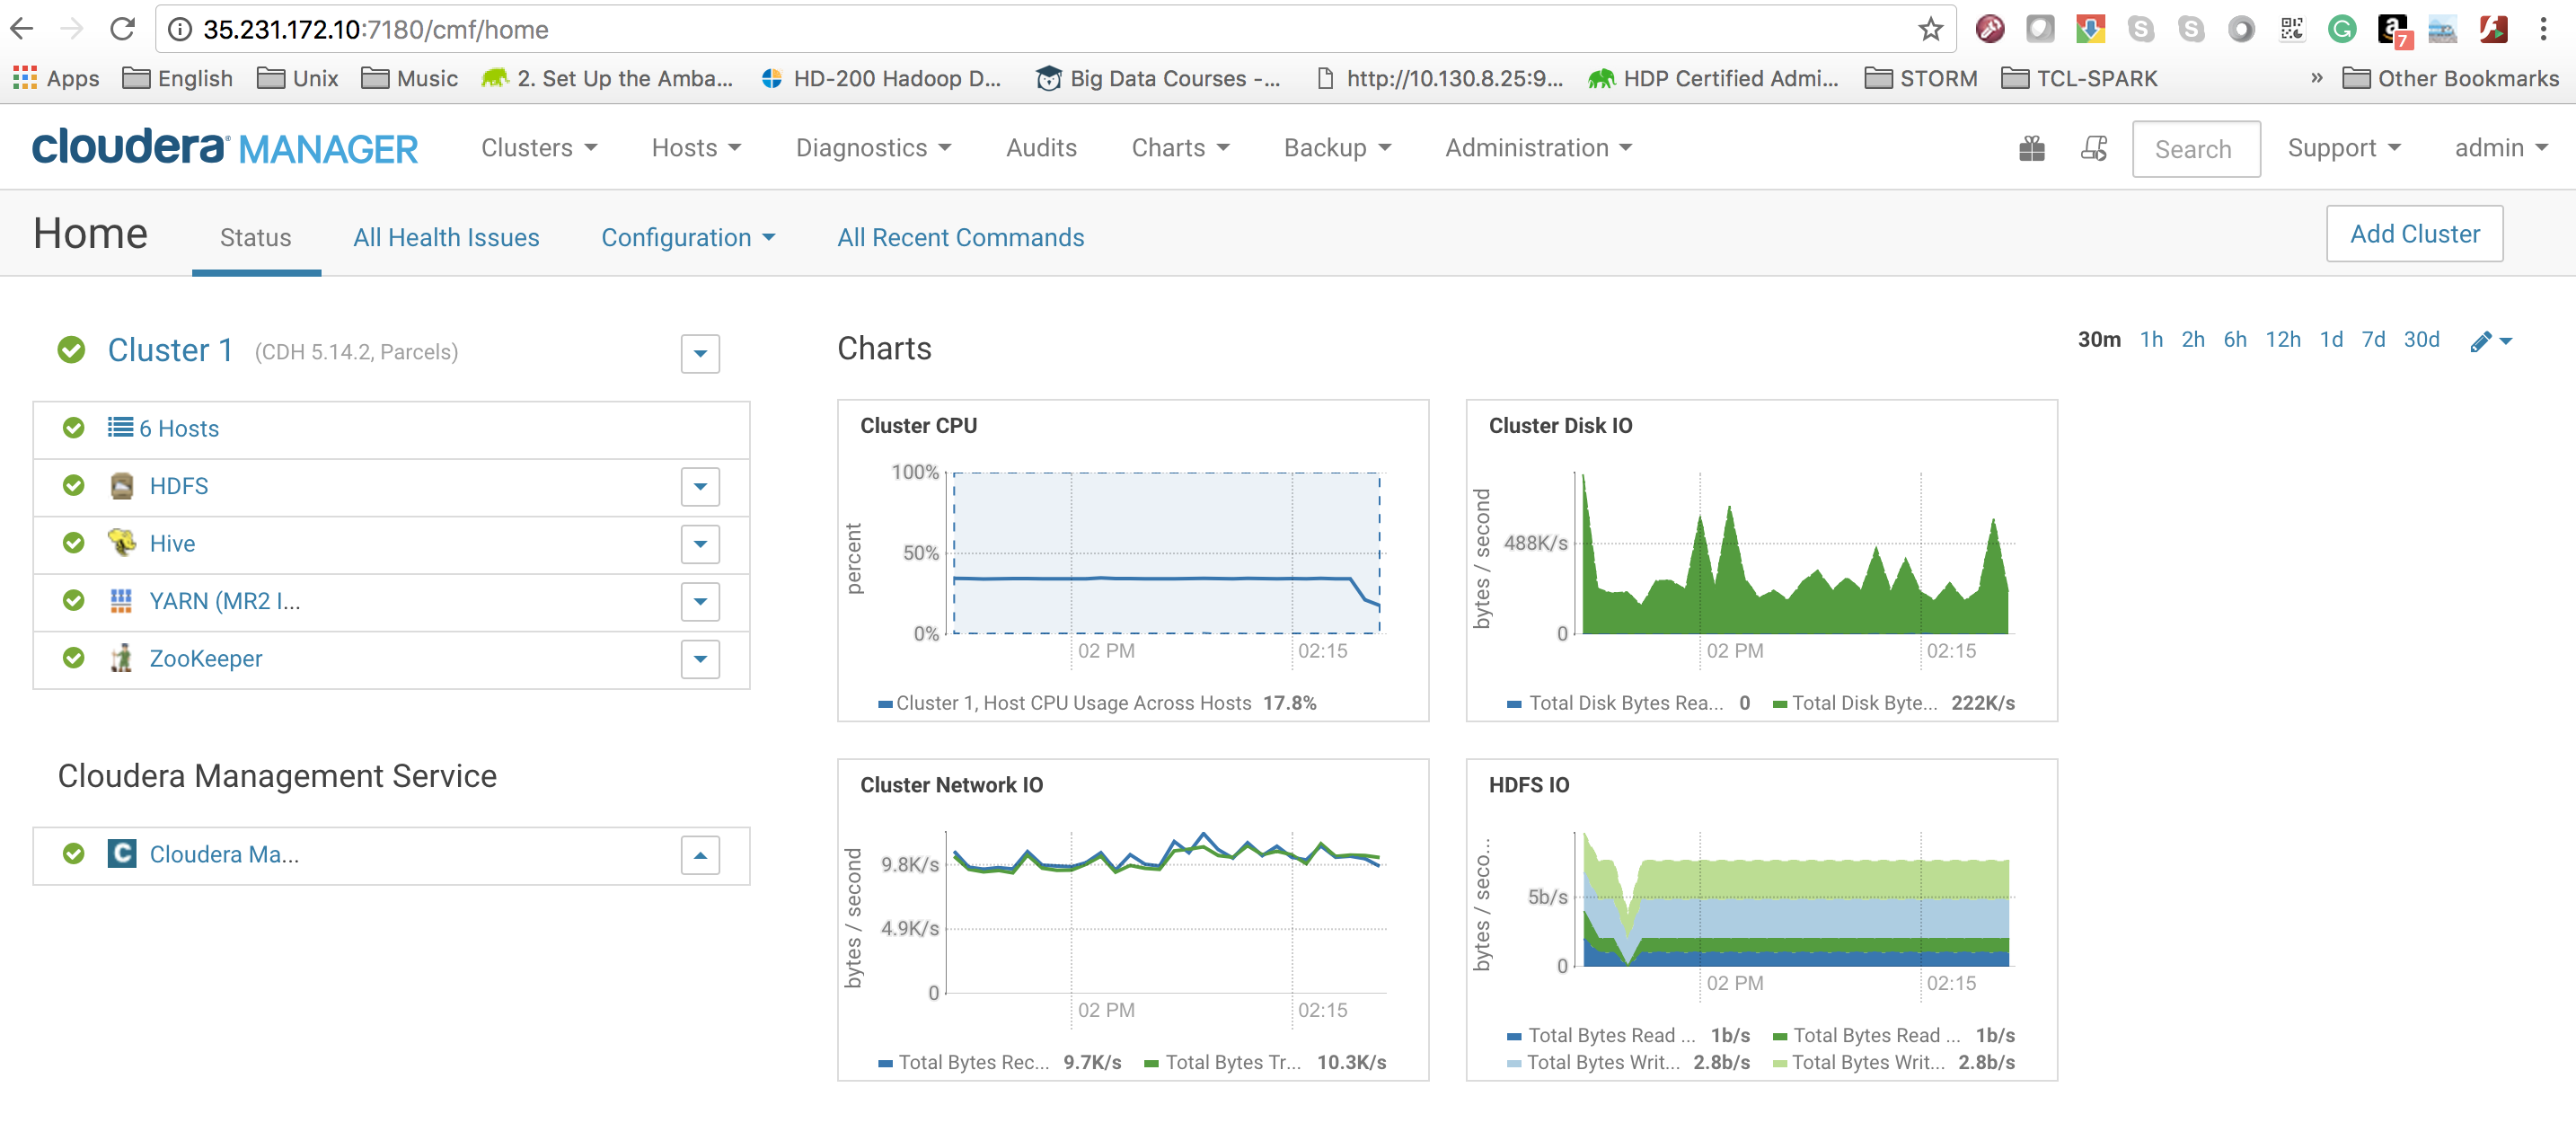 35.231.172.10:7180/cmf/home
7
Apps English Unix Music 2. Set Up the Amba... HD-200 Hadoop D... Big Data Courses -... http://10.130.8.25:9... HDP Certified Admi... STORM TCL-SPARK » Other Bookmarks
cloudera MANAGER Clusters Hosts Diagnostics Audits Charts Backup Administration Search Support admin
Home Status All Health Issues Configuration All Recent Commands Add Cluster
Cluster 1 (CDH 5.14.2, Parcels)
6 Hosts
HDFS
Hive
YARN (MR2 I...
ZooKeeper
Cloudera Management Service
C Cloudera Ma...
Charts
30m 1h 2h 6h 12h 1d 7d 30d
Cluster CPU
percent
100%
50%
0%
02 PM 02:15
Cluster 1, Host CPU Usage Across Hosts 17.8%
Cluster Disk IO
bytes / second
488K/s
0
02 PM 02:15
Total Disk Bytes Rea... 0 Total Disk Byte... 222K/s
Cluster Network IO
bytes / second
9.8K/s
4.9K/s
0
02 PM 02:15
Total Bytes Rec... 9.7K/s Total Bytes Tr... 10.3K/s
HDFS IO
bytes / seco...
5b/s
0
02 PM 02:15
Total Bytes Read ... 1b/s Total Bytes Read ... 1b/s
Total Bytes Writ... 2.8b/s Total Bytes Writ... 2.8b/s